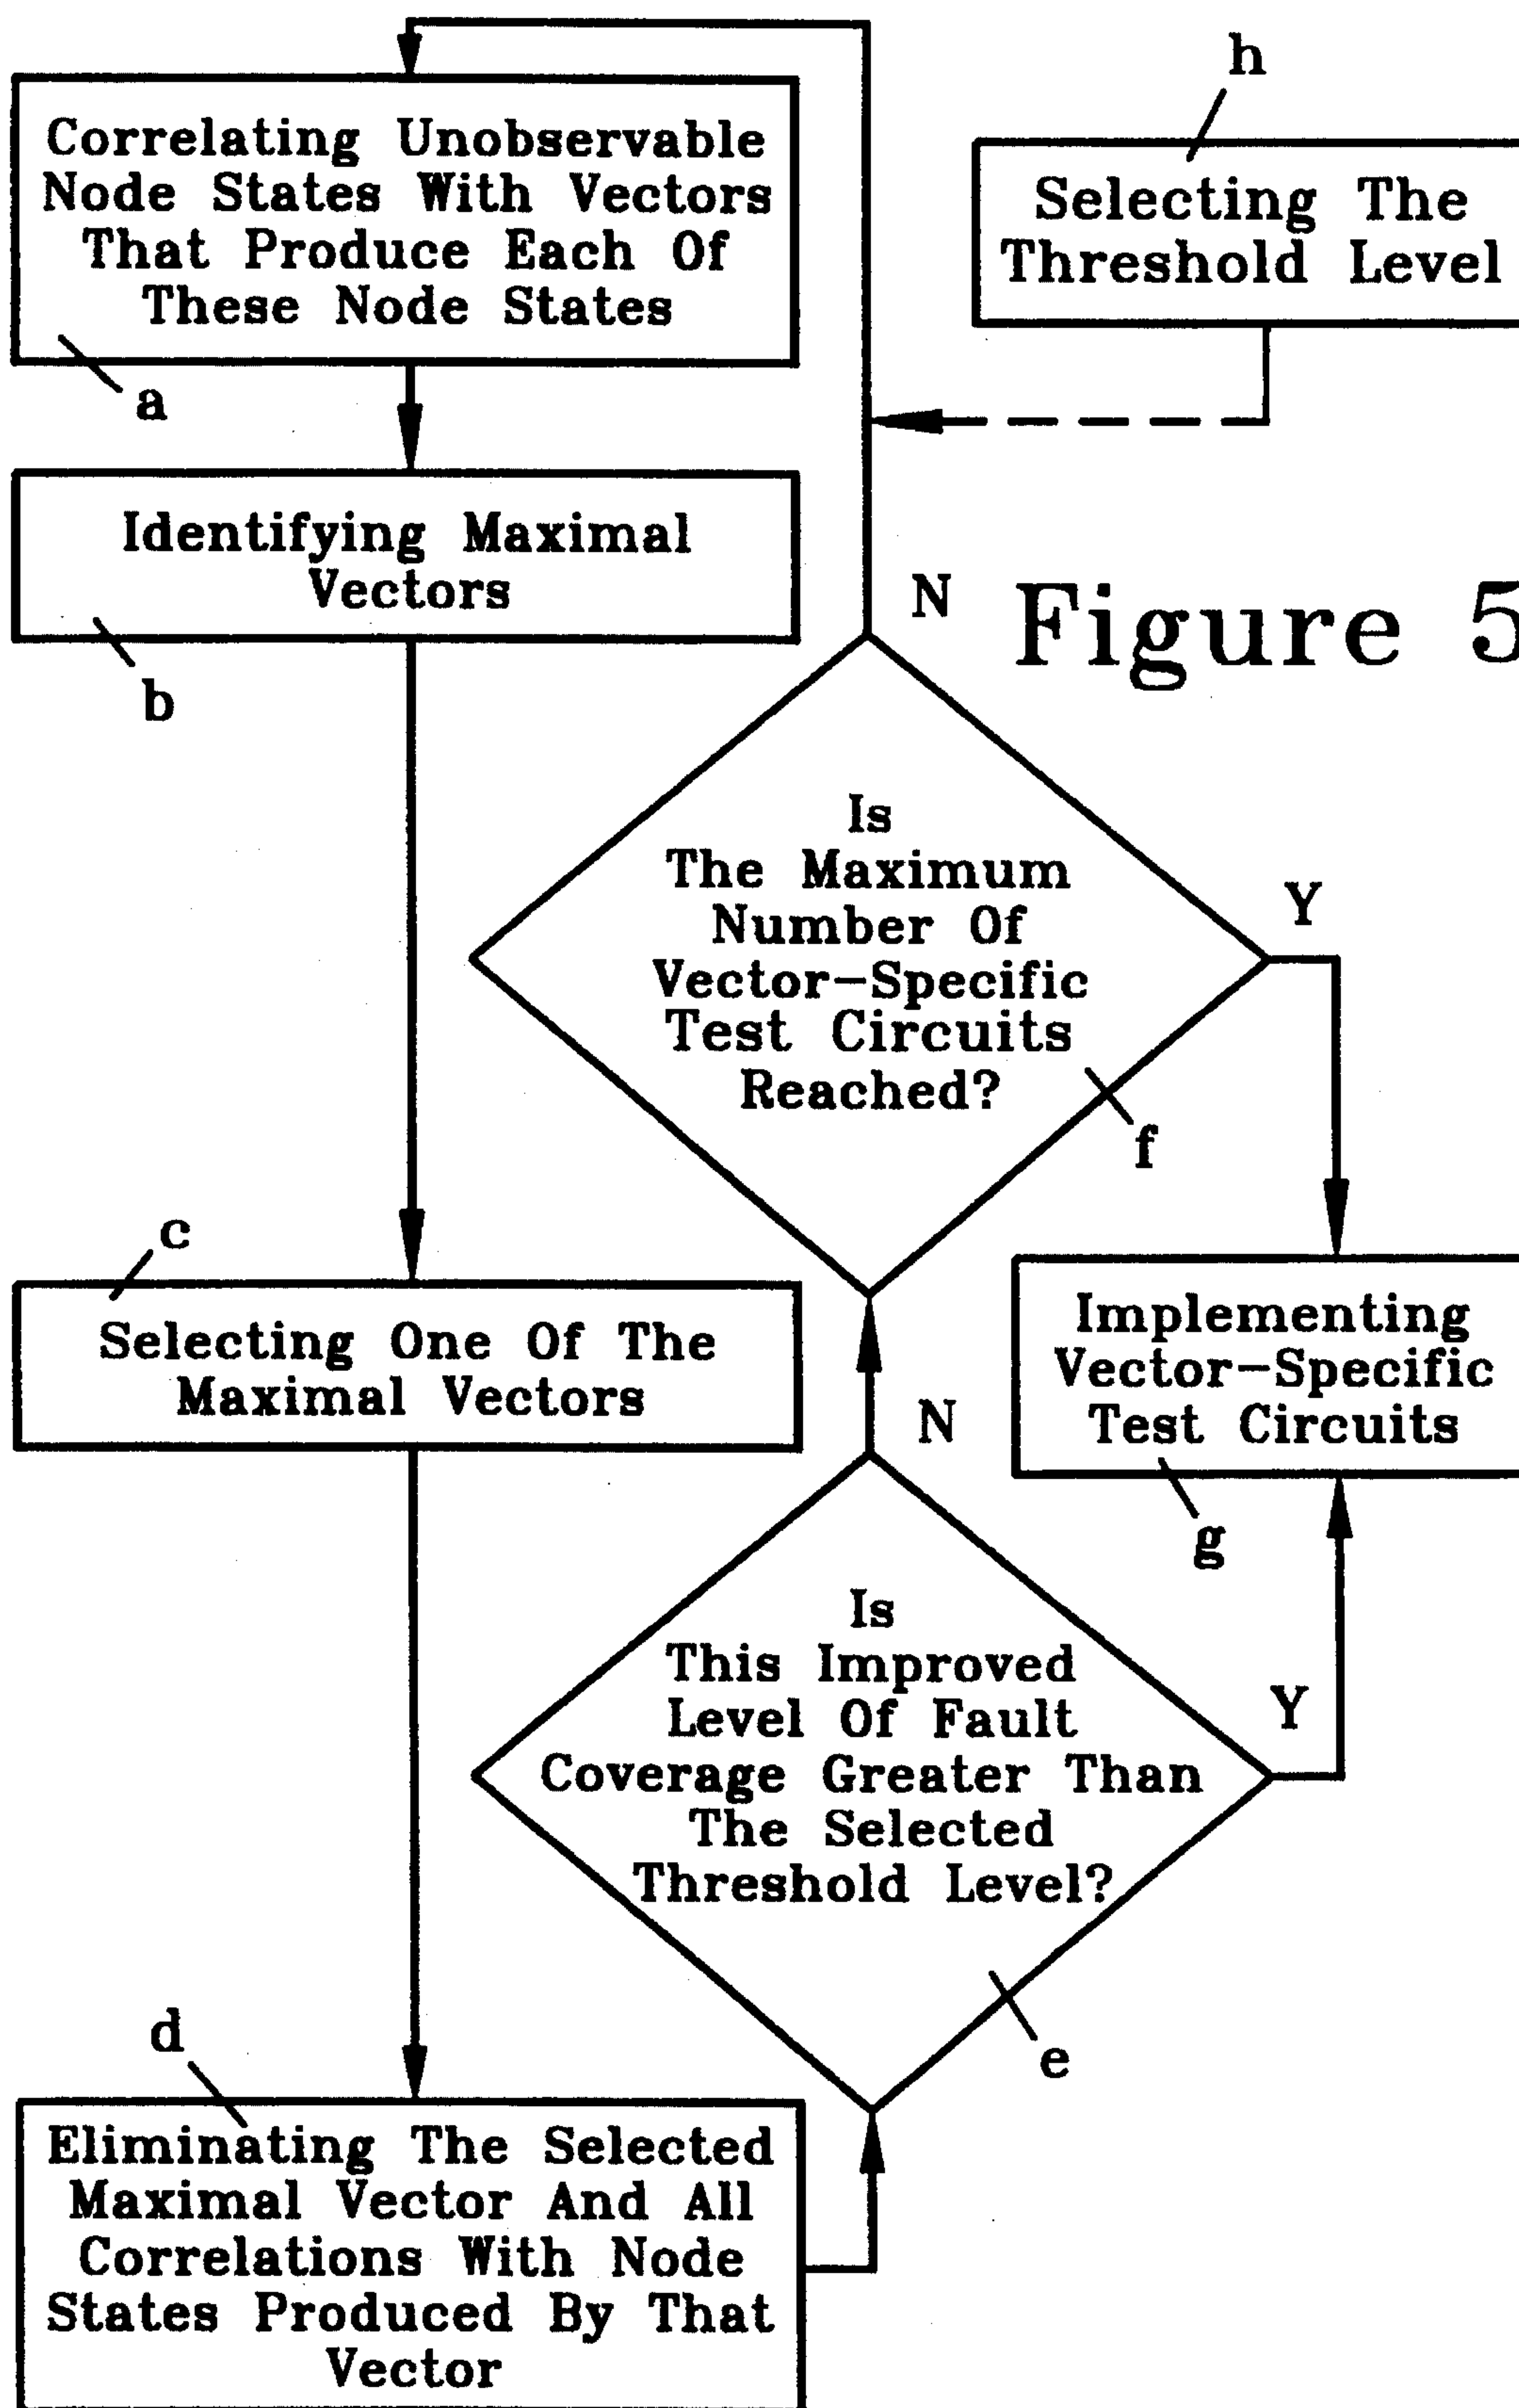 Correlating Unobservable
Node States With Vectors
That Produce Each Of
These Node States
a
h
Selecting The
Threshold Level
Identifying Maximal
Vectors
b
N
Figure 5
Is
The Maximum
Number Of
Vector-Specific
Test Circuits
Reached?
Y
f
c
Selecting One Of The
Maximal Vectors
N
Implementing
Vector-Specific
Test Circuits
g
Is
This Improved
Level Of Fault
Coverage Greater Than
The Selected
Threshold Level?
Y
e
d
Eliminating The Selected
Maximal Vector And All
Correlations With Node
States Produced By That
Vector